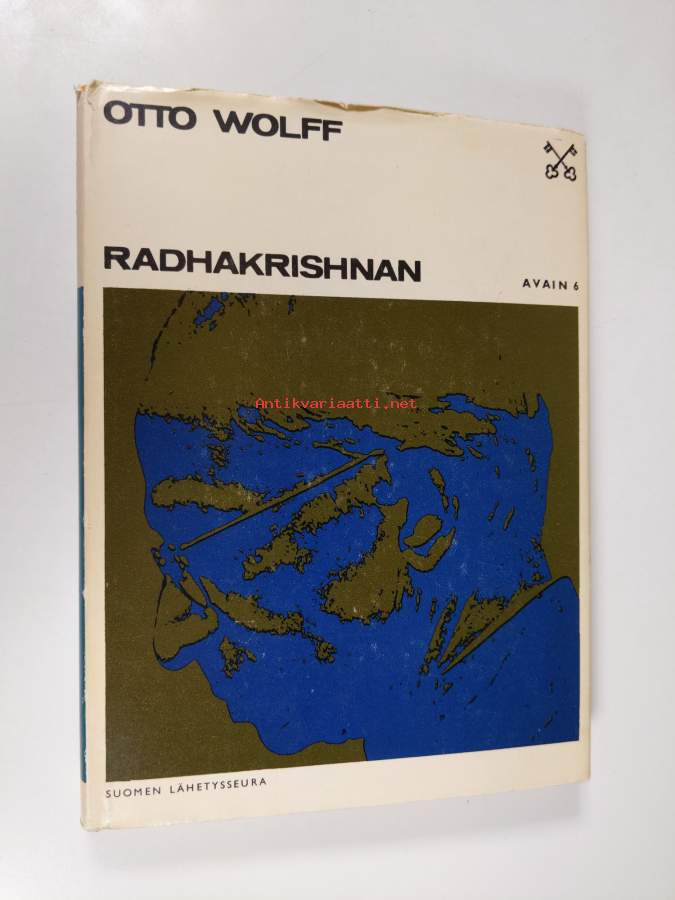 OTTO WOLFF
RADHAKRISHNAN
AVAIN 6
Antikvariaatti.net
SUOMEN LÄHETYSSEURA